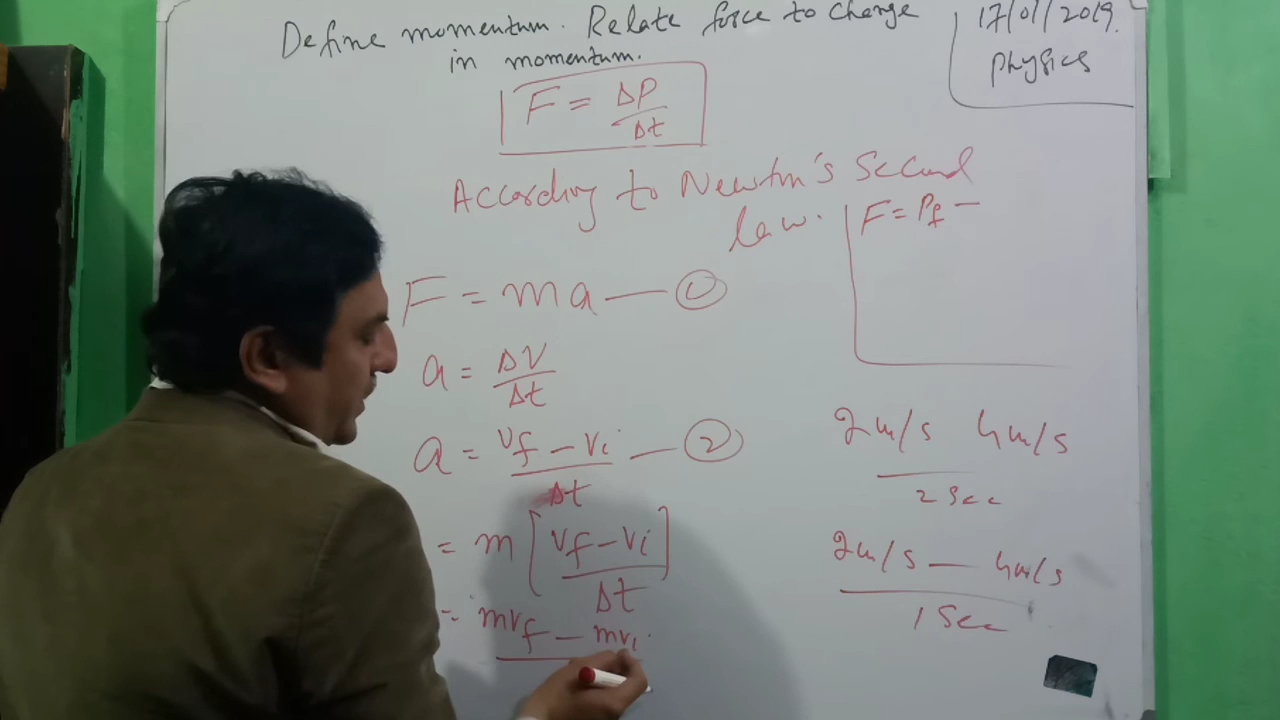 Define momentum. Relate force to change
in momentum.
17/01/2019.
Physics
F = ΔP/Δt
According to Newton's Second
law.
F = Pf —
F = ma — ①
a = ΔV/Δt
a = vf – vi/Δt — ②
= m [vf – vi/Δt]
= mvf – mvi
2m/s 4m/s
2 Sec
2m/s — 4m/s
1 Sec